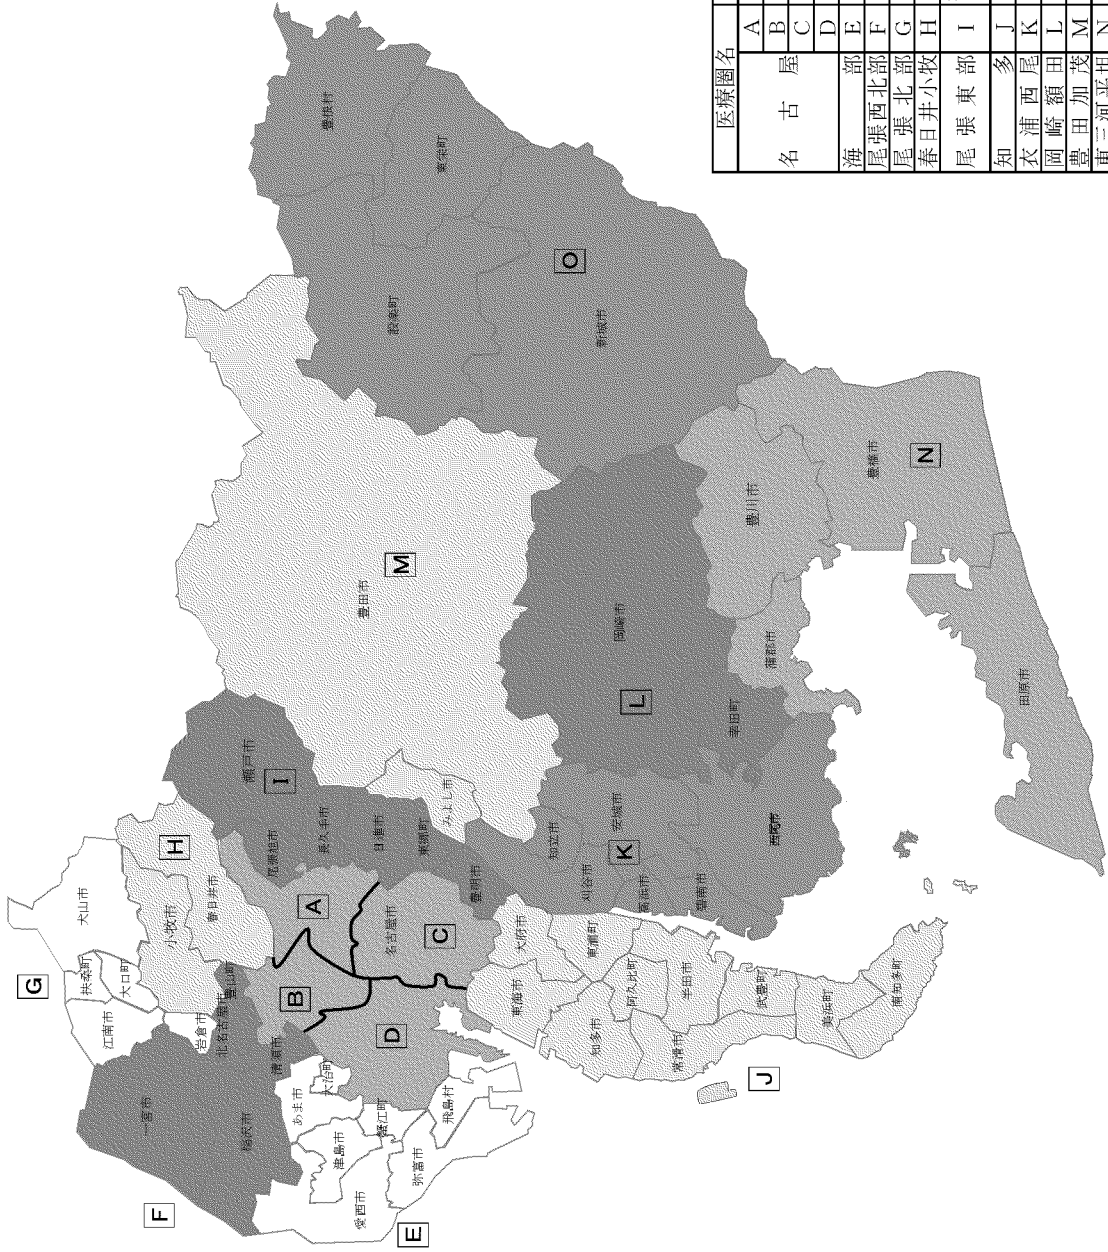 G
犬山市
扶桑町
大口町
江南市
岩倉市
F
一宮市
稲沢市
北名古屋市
豊山町
清須市
H
小牧市
春日井市
I
瀬戸市
尾張旭市
長久手市
日進市
東郷町
豊明市
みよし市
A
B
C
D
名古屋市
E
あま市
大治町
津島市
愛西市
蟹江町
弥富市
飛島村
J
大府市
東海市
東浦町
知多市
阿久比町
半田市
常滑市
武豊町
美浜町
南知多町
K
知立市
安城市
刈谷市
高浜市
碧南市
西尾市
L
岡崎市
幸田町
M
豊田市
N
豊川市
豊橋市
蒲郡市
田原市
O
豊根村
東栄町
設楽町
新城市
医療圏名
名古屋 A
B
C
D
海部 E
尾張西北部 F
尾張北部 G
春日井小牧 H
尾張東部 I
知多 J
衣浦西尾 K
岡崎額田 L
豊田加茂 M
東三河平坦 N